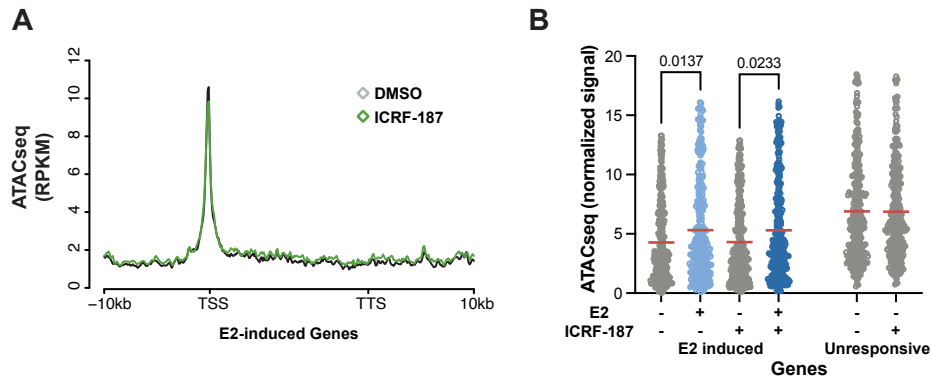 A
ATACseq
(RPKM)
12
10
8
6
4
2
0
DMSO
ICRF-187
−10kb
TSS
TTS
10kb
E2-induced Genes
B
ATACseq (normalized signal)
20
15
10
5
0
0.0137
0.0233
E2 - + - + - -
ICRF-187 - - + + - +
E2 induced Unresponsive
Genes